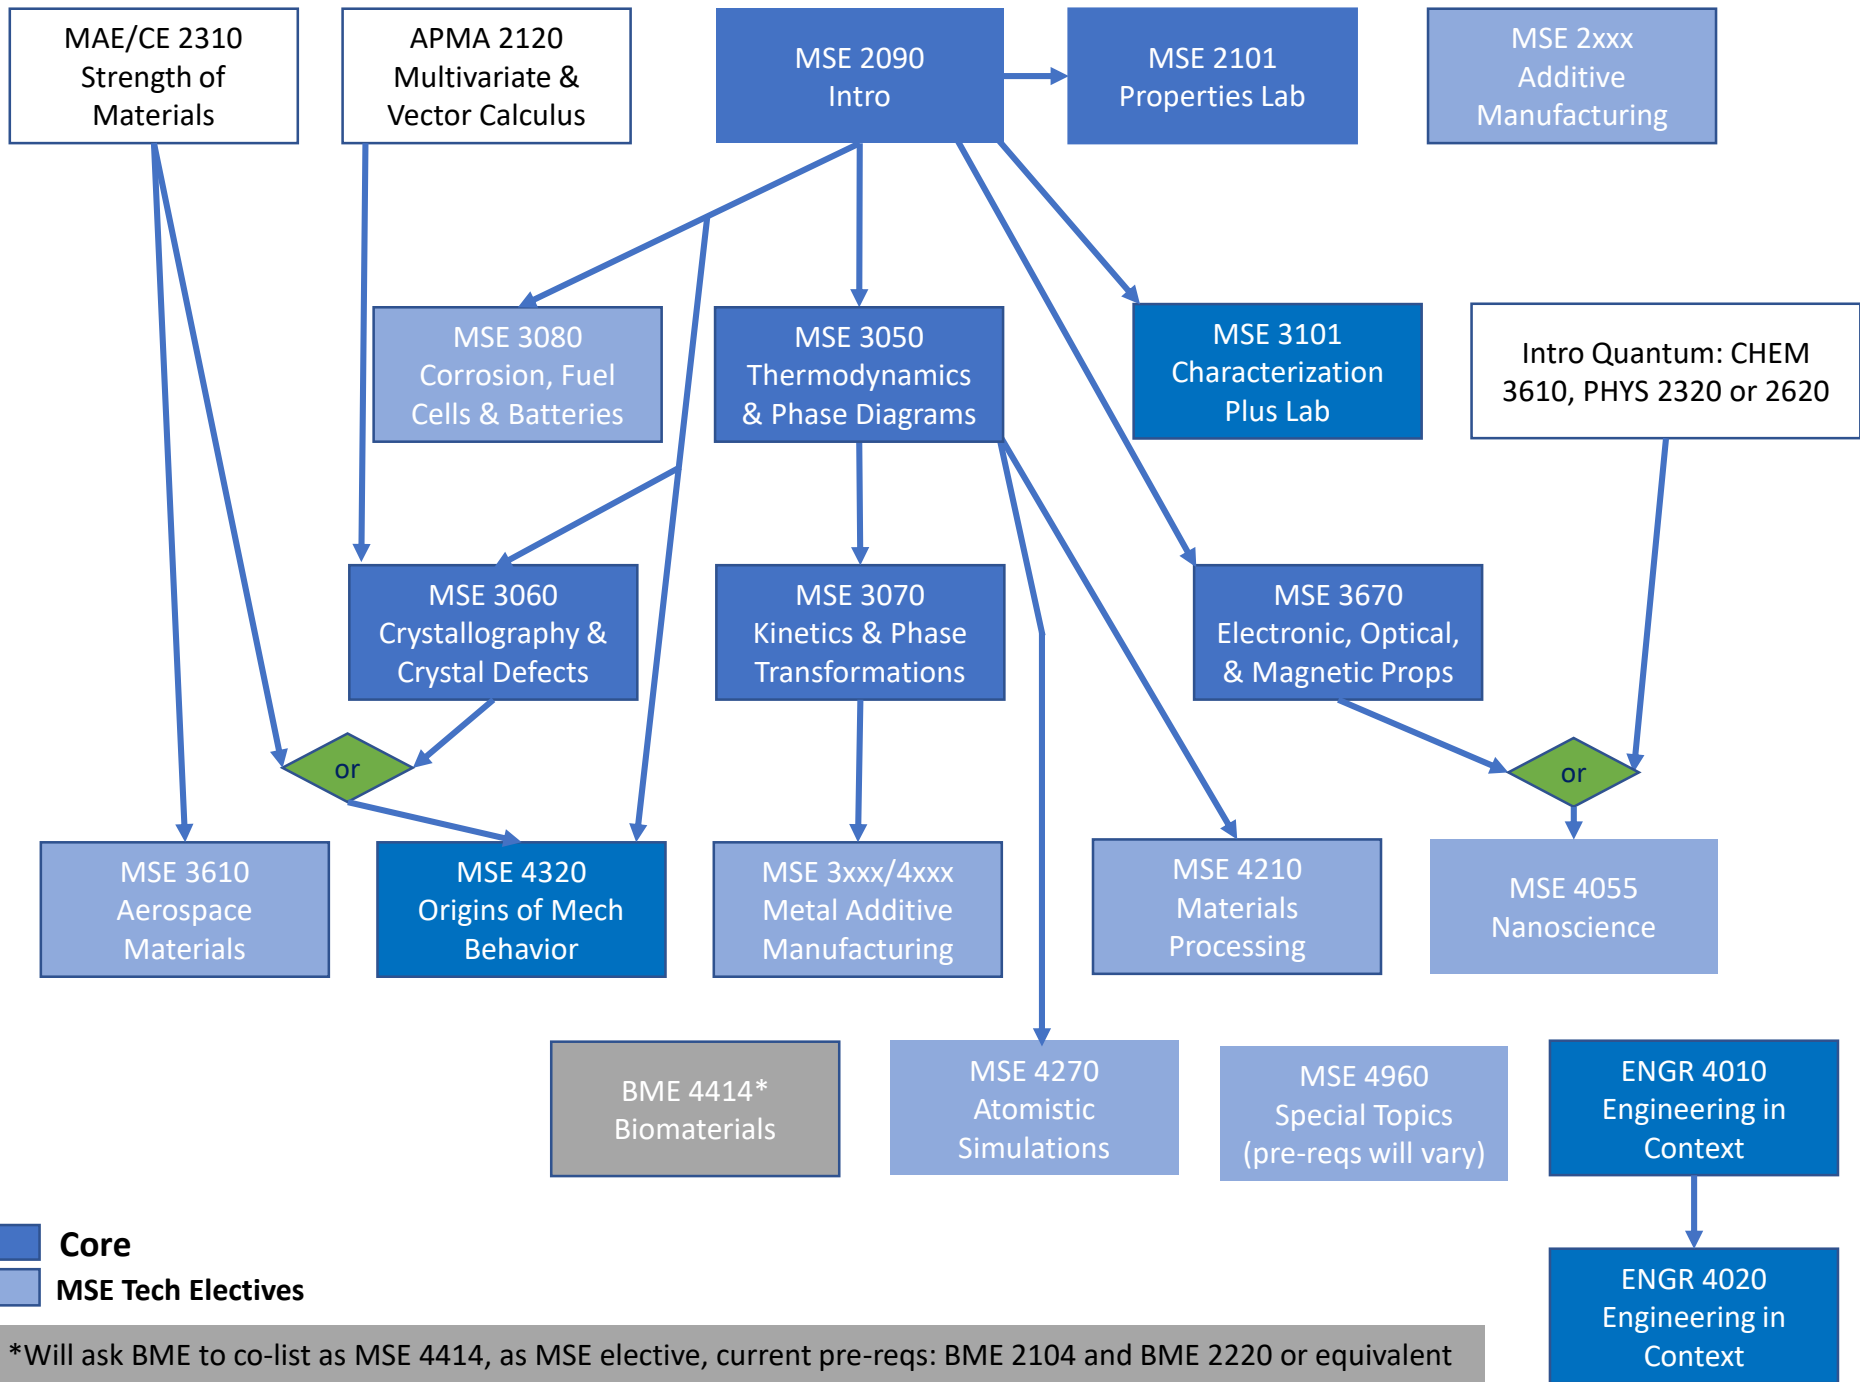 MAE/CE 2310
Strength of
Materials
APMA 2120
Multivariate &
Vector Calculus
MSE 2090
Intro
MSE 2101
Properties Lab
MSE 2xxx
Additive
Manufacturing
MSE 3080
Corrosion, Fuel
Cells & Batteries
MSE 3050
Thermodynamics
& Phase Diagrams
MSE 3101
Characterization
Plus Lab
Intro Quantum: CHEM
3610, PHYS 2320 or 2620
MSE 3060
Crystallography &
Crystal Defects
MSE 3070
Kinetics & Phase
Transformations
MSE 3670
Electronic, Optical,
& Magnetic Props
or
or
MSE 3610
Aerospace
Materials
MSE 4320
Origins of Mech
Behavior
MSE 3xxx/4xxx
Metal Additive
Manufacturing
MSE 4210
Materials
Processing
MSE 4055
Nanoscience
BME 4414*
Biomaterials
MSE 4270
Atomistic
Simulations
MSE 4960
Special Topics
(pre-reqs will vary)
ENGR 4010
Engineering in
Context
Core
MSE Tech Electives
ENGR 4020
Engineering in
Context
*Will ask BME to co-list as MSE 4414, as MSE elective, current pre-reqs: BME 2104 and BME 2220 or equivalent